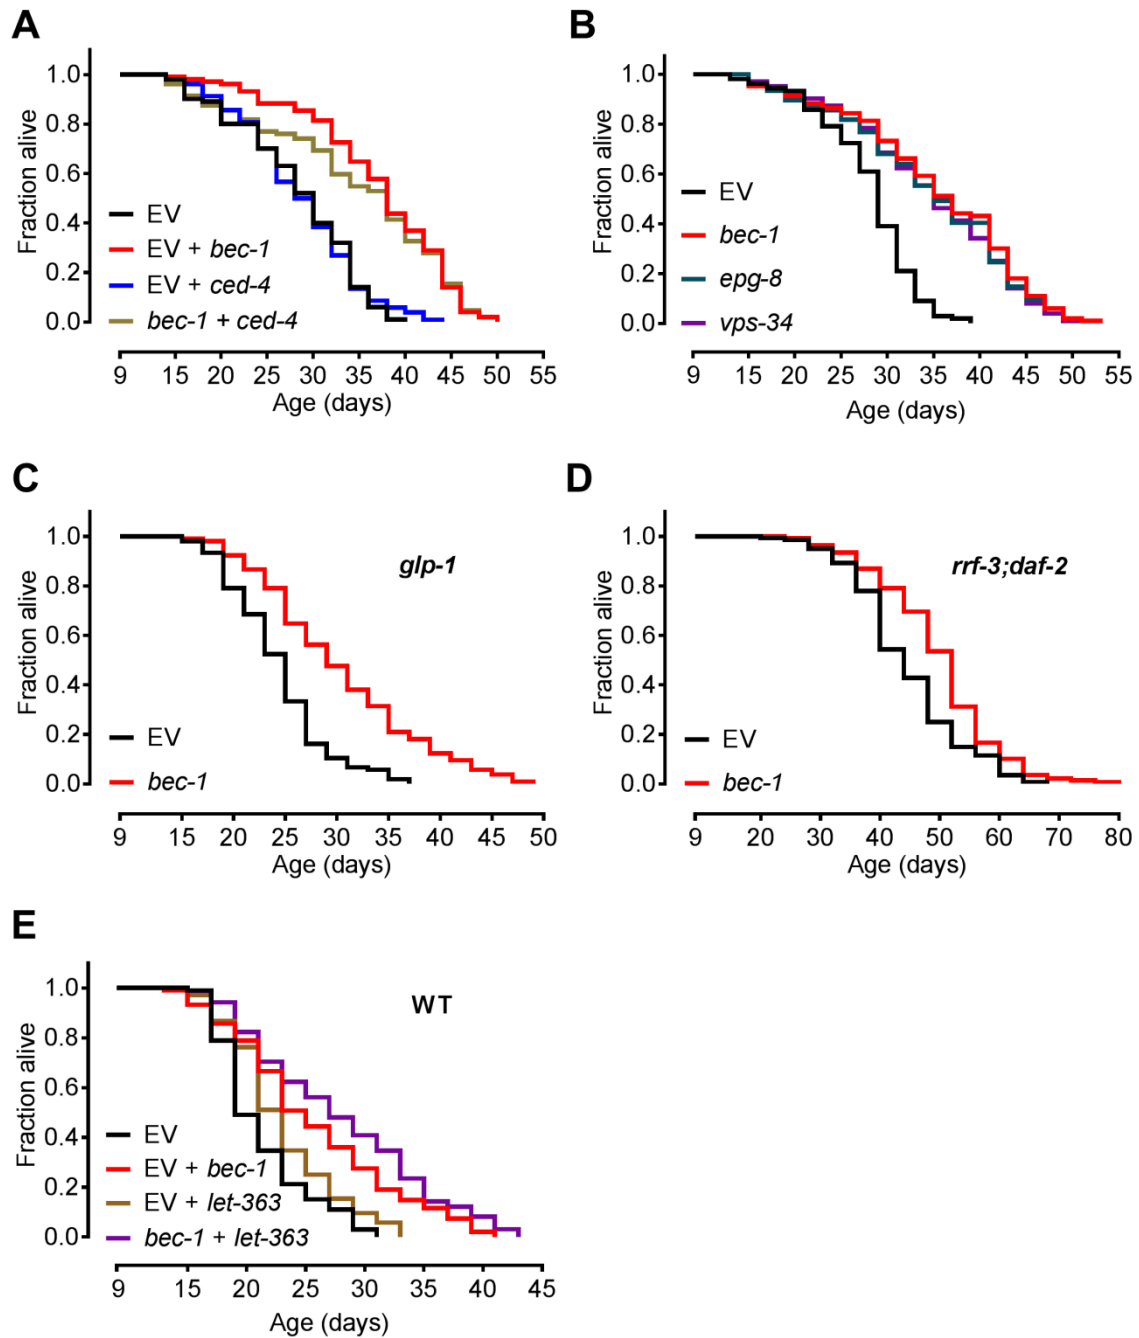 A
Fraction alive
1.0
0.8
0.6
0.4
0.2
0.0
EV
EV + bec-1
EV + ced-4
bec-1 + ced-4
9 15 20 25 30 35 40 45 50 55
Age (days)
B
Fraction alive
1.0
0.8
0.6
0.4
0.2
0.0
EV
bec-1
epg-8
vps-34
9 15 20 25 30 35 40 45 50 55
Age (days)
C
Fraction alive
1.0
0.8
0.6
0.4
0.2
0.0
glp-1
EV
bec-1
9 15 20 25 30 35 40 45 50
Age (days)
D
Fraction alive
1.0
0.8
0.6
0.4
0.2
0.0
rrf-3;daf-2
EV
bec-1
9 20 30 40 50 60 70 80
Age (days)
E
Fraction alive
1.0
0.8
0.6
0.4
0.2
0.0
WT
EV
EV + bec-1
EV + let-363
bec-1 + let-363
9 15 20 25 30 35 40 45
Age (days)